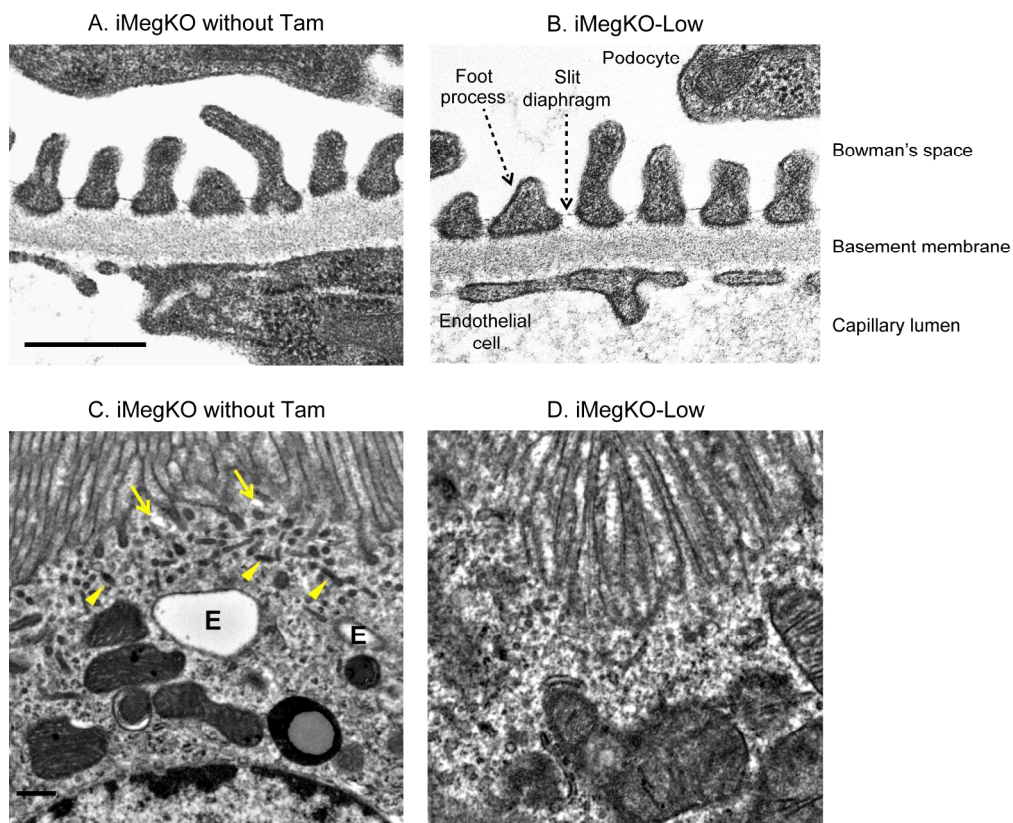 A. iMegKO without Tam
B. iMegKO-Low
Podocyte
Foot
process
Slit
diaphragm
Bowman's space
Basement membrane
Endothelial
cell
Capillary lumen
C. iMegKO without Tam
D. iMegKO-Low
E
E